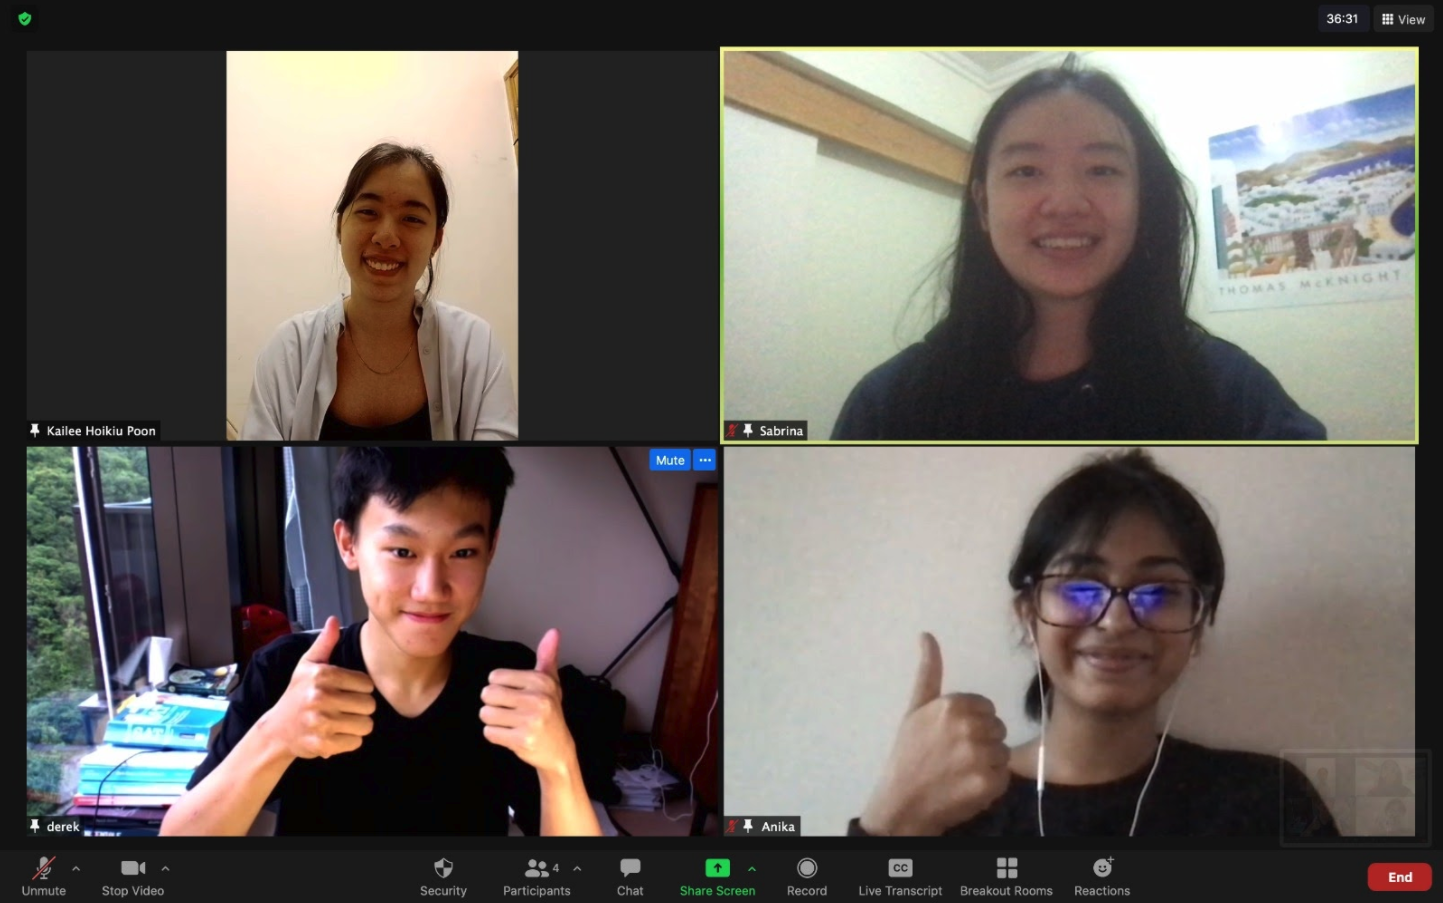 36:31
View
Kailee Hoikiu Poon
THOMAS McKNIGHT
Sabrina
Mute
SAT
derek
Anika
Unmute
Stop Video
Security
Participants
4
Chat
Share Screen
Record
CC
Live Transcript
Breakout Rooms
Reactions
End